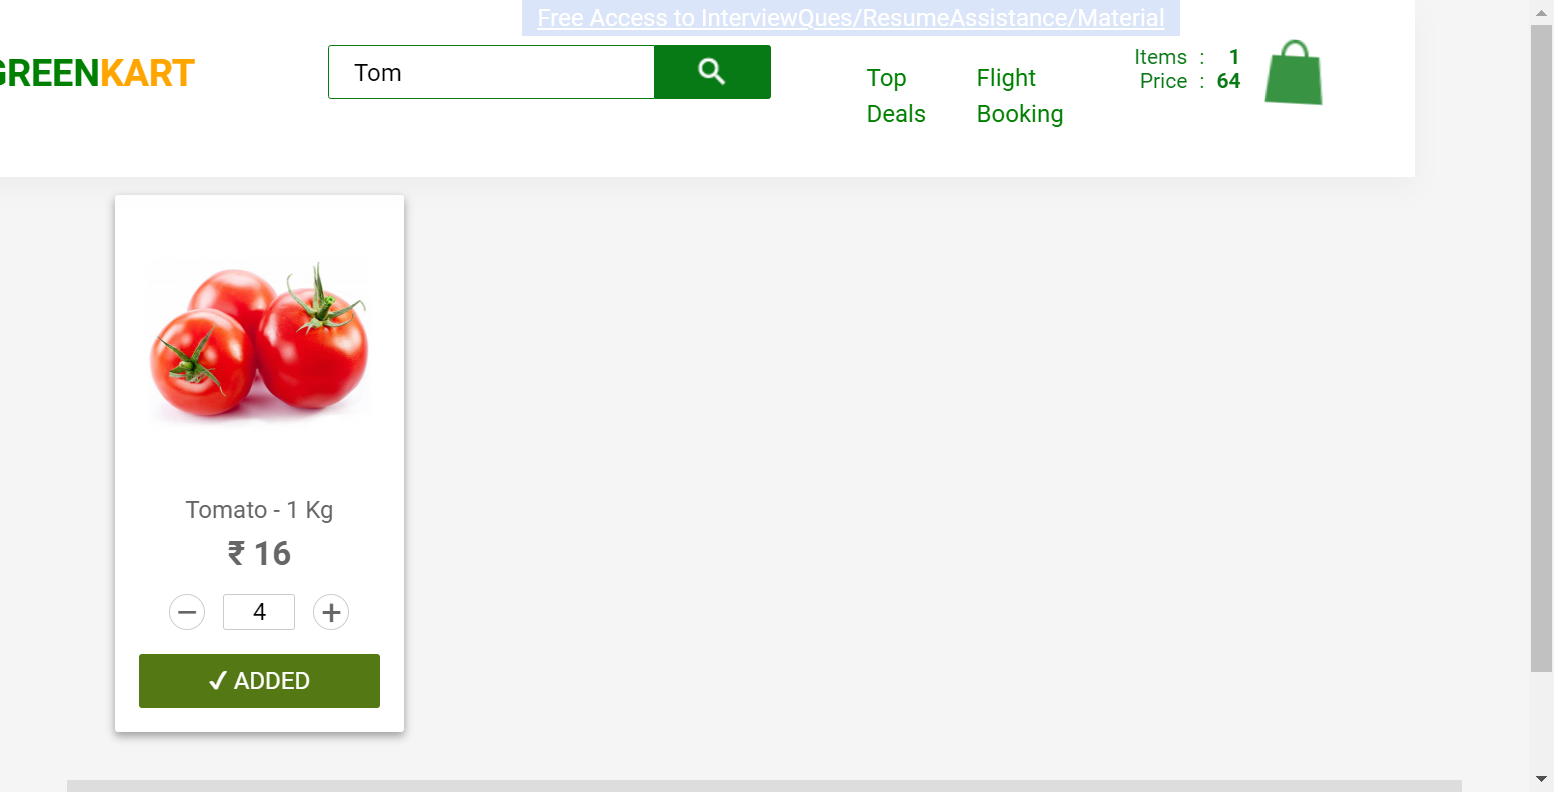 Free Access to InterviewQues/ResumeAssistance/Material
GREENKART
Tom
Top
Deals
Flight
Booking
Items : 1
Price : 64
Tomato - 1 Kg
₹ 16
4
✓ ADDED